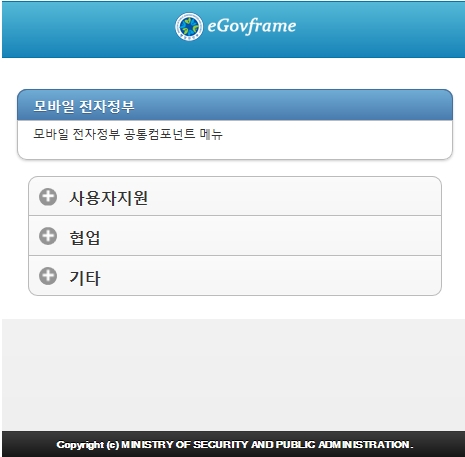 eGovframe
모바일 전자정부
모바일 전자정부 공통컴포넌트 메뉴
사용자지원
협업
기타
Copyright (c) MINISTRY OF SECURITY AND PUBLIC ADMINISTRATION.